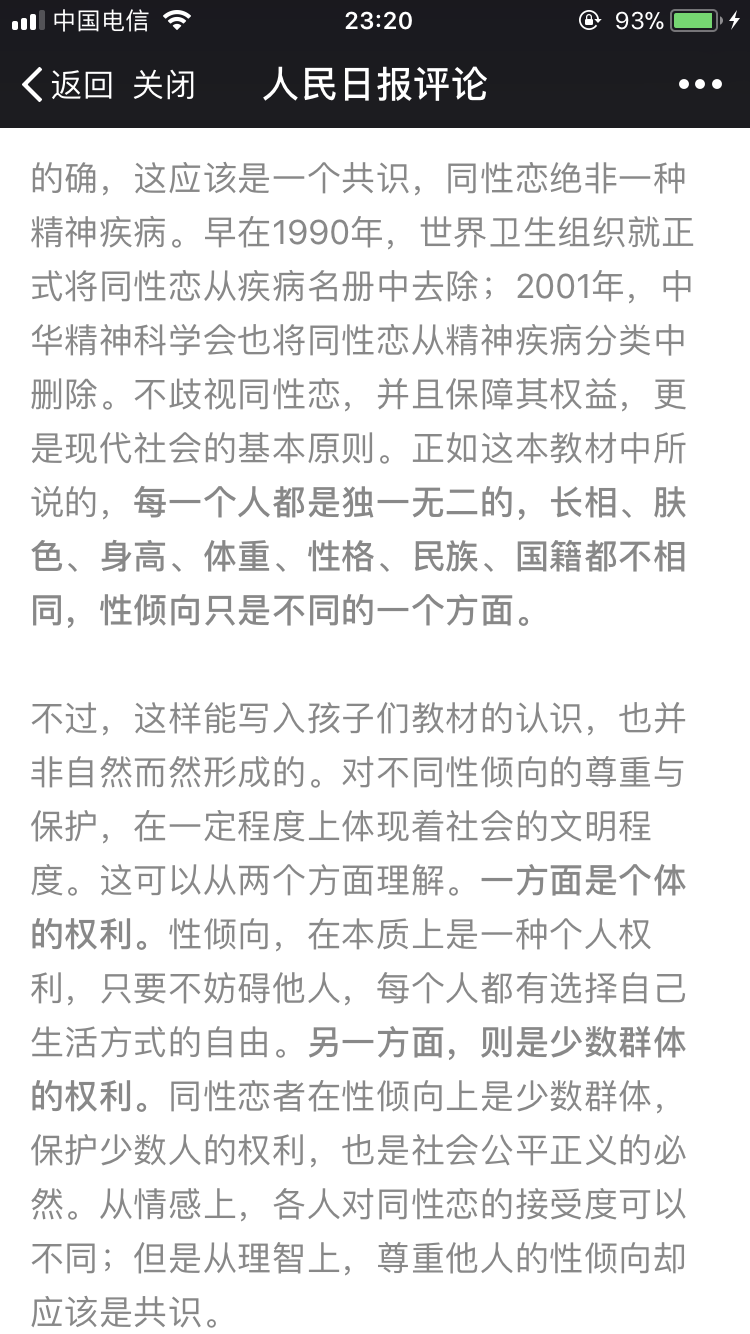 中国电信 23:20 93%
返回 关闭 人民日报评论
的确，这应该是一个共识，同性恋绝非一种
精神疾病。早在1990年，世界卫生组织就正
式将同性恋从疾病名册中去除；2001年，中
华精神科学会也将同性恋从精神疾病分类中
删除。不歧视同性恋，并且保障其权益，更
是现代社会的基本原则。正如这本教材中所
说的，每一个人都是独一无二的，长相、肤
色、身高、体重、性格、民族、国籍都不相
同，性倾向只是不同的一个方面。
不过，这样能写入孩子们教材的认识，也并
非自然而然形成的。对不同性倾向的尊重与
保护，在一定程度上体现着社会的文明程
度。这可以从两个方面理解。一方面是个体
的权利。性倾向，在本质上是一种个人权
利，只要不妨碍他人，每个人都有选择自己
生活方式的自由。另一方面，则是少数群体
的权利。同性恋者在性倾向上是少数群体，
保护少数人的权利，也是社会公平正义的必
然。从情感上，各人对同性恋的接受度可以
不同；但是从理智上，尊重他人的性倾向却
应该是共识。